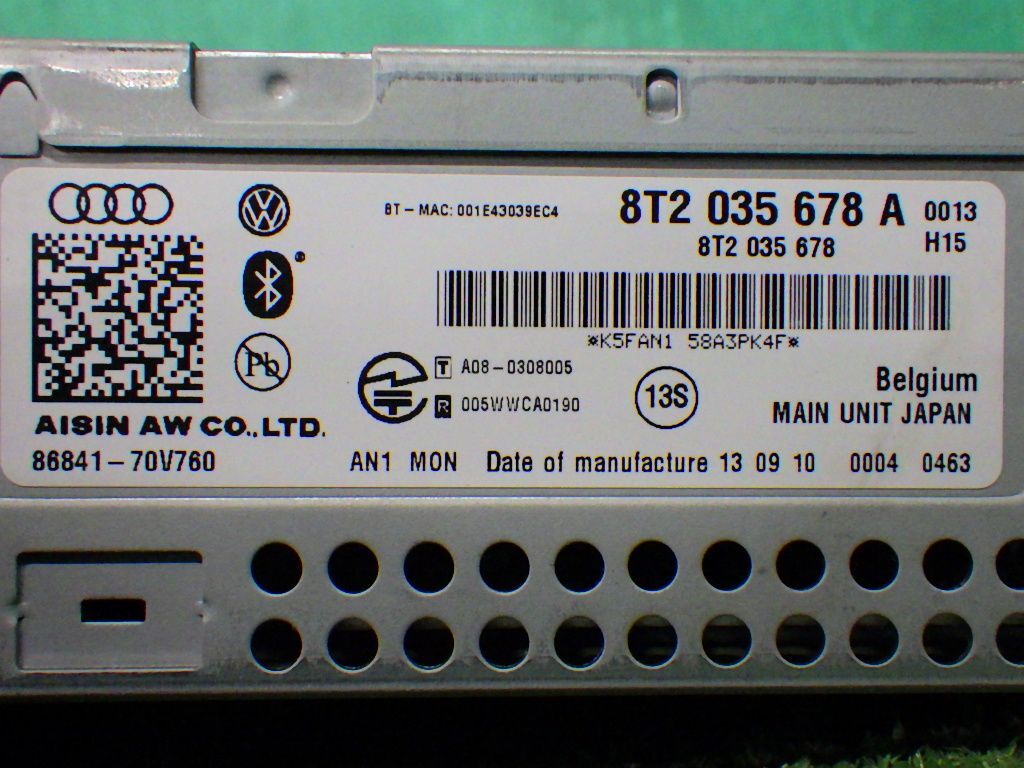 BT-MAC: 001E43039EC4
8T2 035 678 A 0013
8T2 035 678 H15
*K5FAN1 58A3PK4F*
T A08-0308005
R 005WWCA0190
13S
Pb
Belgium
MAIN UNIT JAPAN
AISIN AW CO.,LTD.
86841-70V760 AN1 MON Date of manufacture 13 09 10 0004 0463